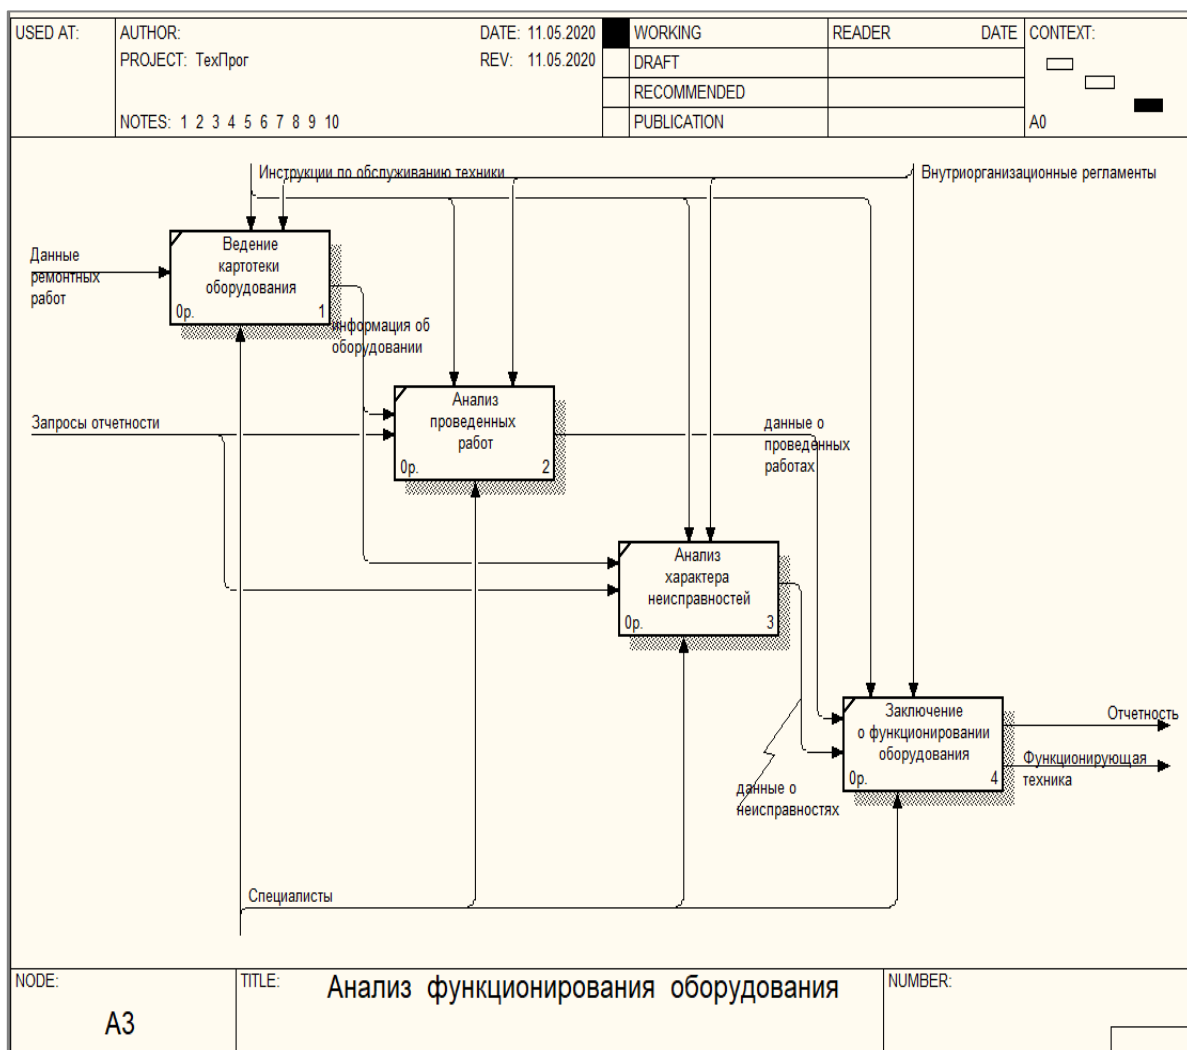 USED AT:
AUTHOR:
DATE: 11.05.2020
PROJECT: ТехПрог
REV: 11.05.2020
NOTES: 1 2 3 4 5 6 7 8 9 10
WORKING
DRAFT
RECOMMENDED
PUBLICATION
READER
DATE
CONTEXT:
A0
Инструкции по обслуживанию техники
Внутриорганизационные регламенты
Данные
ремонтных
работ
Ведение
картотеки
оборудования
0р.
1
информация об
оборудовании
Запросы отчетности
Анализ
проведенных
работ
0р.
2
данные о
проведенных
работах
Анализ
характера
неисправностей
0р.
3
Заключение
о функционировании
оборудования
0р.
4
Отчетность
Функционирующая
техника
данные о
неисправностях
Специалисты
NODE:
A3
TITLE:
Анализ функционирования оборудования
NUMBER: